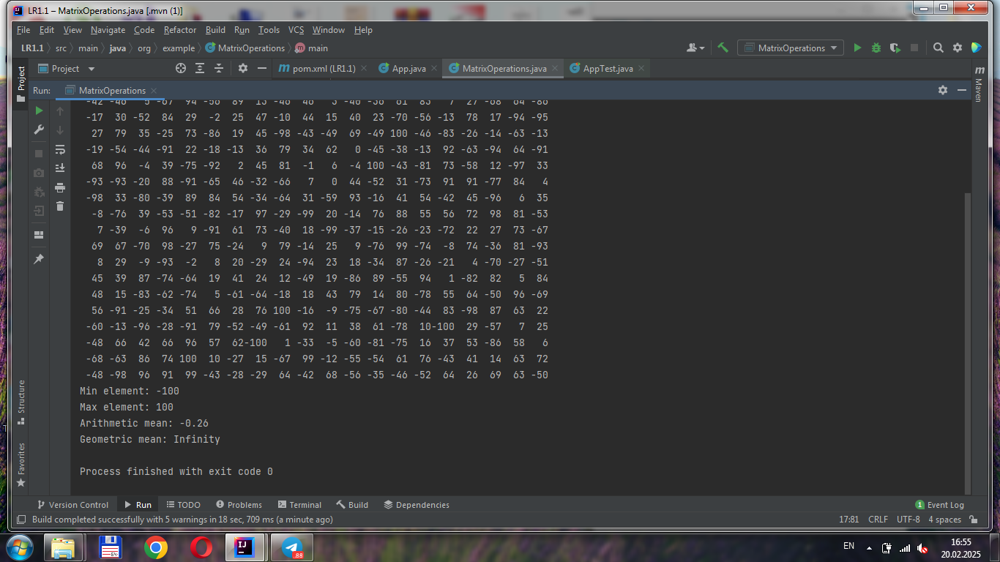 LR1.1 – MatrixOperations.java [.mvn (1)]
File Edit View Navigate Code Refactor Build Run Tools VCS Window Help
LR1.1 src main java org example MatrixOperations main MatrixOperations
Project pom.xml (LR1.1) App.java MatrixOperations.java AppTest.java
Project
Maven
Run: MatrixOperations
-17 30 -52 84 29 -2 25 47 -10 44 15 40 23 -70 -56 -13 78 17 -94 -95
27 79 35 -25 73 -86 19 45 -98 -43 -49 69 -49 100 -46 -83 -26 -14 -63 -13
-19 -54 -44 -91 22 -18 -13 36 79 34 62 0 -45 -38 -13 92 -63 -94 64 -91
68 96 -4 39 -75 -92 2 45 81 -1 6 -4 100 -43 -81 73 -58 12 -97 33
-93 -93 -20 88 -91 -65 46 -32 -66 7 0 44 -52 31 -73 91 91 -77 84 4
-98 33 -80 -39 89 84 54 -34 -64 31 -59 93 -16 41 54 -42 45 -96 6 35
-8 -76 39 -53 -51 -82 -17 97 -29 -99 20 -14 76 88 55 56 72 98 81 -53
7 -39 -6 96 9 -91 61 73 -40 18 -99 -37 -15 -26 -23 -72 22 27 73 -67
69 67 -70 98 -27 75 -24 9 79 -14 25 9 -76 99 -74 -8 74 -36 81 -93
8 29 -9 -93 -2 8 20 -29 24 -94 23 18 -34 87 -26 -21 4 -70 -27 -51
45 39 87 -74 -64 19 41 24 12 -49 19 -86 89 -55 94 1 -82 82 5 84
48 15 -83 -62 -74 5 -61 -64 -18 18 43 79 14 80 -78 55 64 -50 96 -69
56 -91 -25 -34 51 66 28 76 100 -16 -9 -75 -67 -80 -44 83 -98 87 63 22
-60 -13 -96 -28 -91 79 -52 -49 -61 92 11 38 61 -78 10-100 29 -57 7 25
-48 66 42 66 96 57 62-100 1 -33 -5 -60 -81 -75 16 37 53 -86 58 6
-68 -63 86 74 100 10 -27 15 -67 99 -12 -55 -54 61 76 -43 41 14 63 72
-48 -98 96 91 99 -43 -28 -29 64 -42 68 -56 -35 -46 -52 64 26 69 63 -50
Min element: -100
Max element: 100
Arithmetic mean: -0.26
Geometric mean: Infinity
Process finished with exit code 0
Structure
Favorites
Version Control Run TODO Problems Terminal Build Dependencies 1 Event Log
Build completed successfully with 5 warnings in 18 sec, 709 ms (a minute ago) 17:81 CRLF UTF-8 4 spaces
64 IJ .88 EN 16:55
20.02.2025